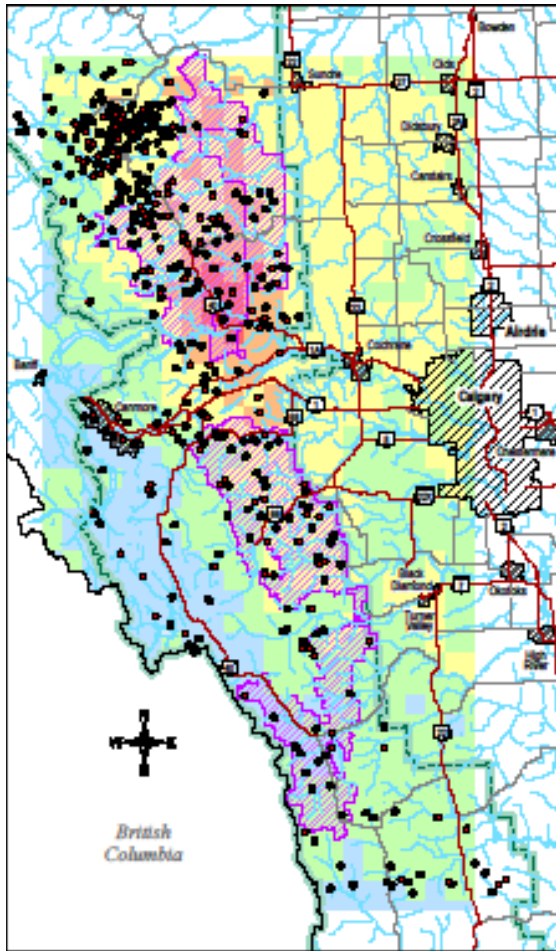 Bowden
Olds
Sundre
Didsbury
Carstairs
Crossfield
Airdrie
Cochrane
Banff
Canmore
Calgary
Chestermere
Black
Diamond
Turner
Valley
Okotoks
High
River
N
W
E
S
British
Columbia